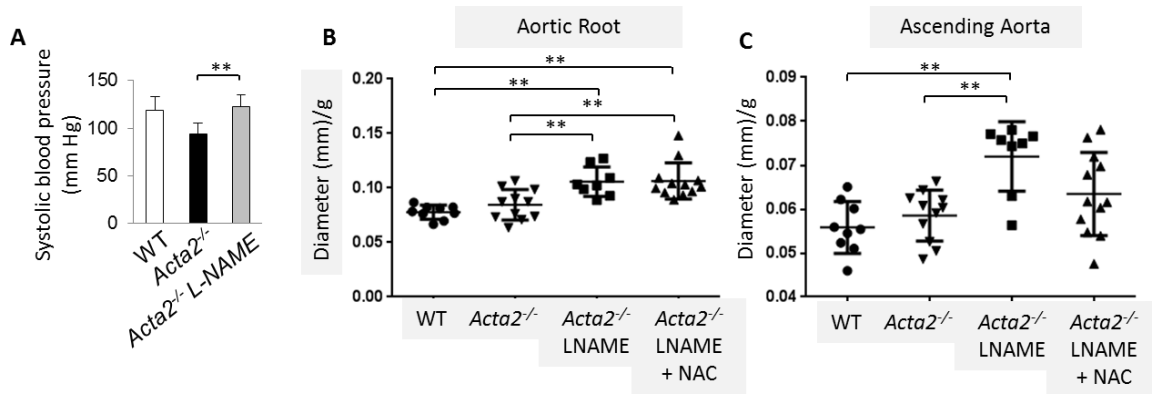 A
Systolic blood pressure
(mm Hg)
150
100
50
0
**
WT
Acta2-/-
Acta2-/- L-NAME
B
Aortic Root
Diameter (mm)/g
0.20
0.15
0.10
0.05
0.00
**
**
**
**
WT
Acta2-/-
Acta2-/-
LNAME
Acta2-/-
LNAME
+ NAC
C
Ascending Aorta
Diameter (mm)/g
0.09
0.08
0.07
0.06
0.05
0.04
**
**
WT
Acta2-/-
Acta2-/-
LNAME
Acta2-/-
LNAME
+ NAC